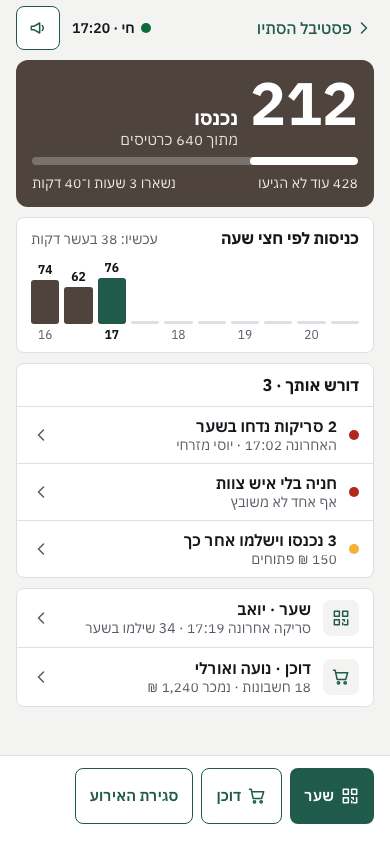 פסטיבל הסתיו
חי · 17:20
212 נכנסו
מתוך 640 כרטיסים
428 עוד לא הגיעו
נשארו 3 שעות ו־40 דקות
כניסות לפי חצי שעה
עכשיו: 38 בעשר דקות
74 62 76
16 17 18 19 20
דורש אותך · 3
2 סריקות נדחו בשער
האחרונה 17:02 · יוסי מזרחי
חניה בלי איש צוות
אף אחד לא משובץ
3 נכנסו וישלמו אחר כך
150 ₪ פתוחים
שער · יואב
סריקה אחרונה 17:19 · 34 שילמו בשער
דוכן · נועה ואורלי
18 חשבונות · נמכר 1,240 ₪
שער
דוכן
סגירת האירוע